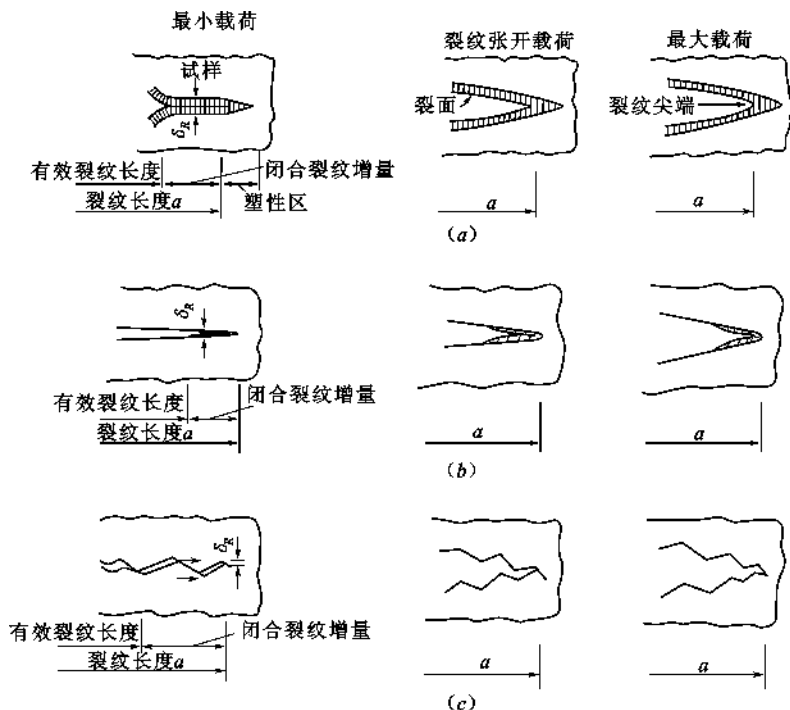 最小载荷
裂纹张开载荷
最大载荷
试样
裂面
裂纹尖端
δR
有效裂纹长度
闭合裂纹增量
裂纹长度a
塑性区
a
a
(a)
δR
有效裂纹长度
闭合裂纹增量
裂纹长度a
a
a
(b)
δR
有效裂纹长度
闭合裂纹增量
裂纹长度a
a
a
(c)